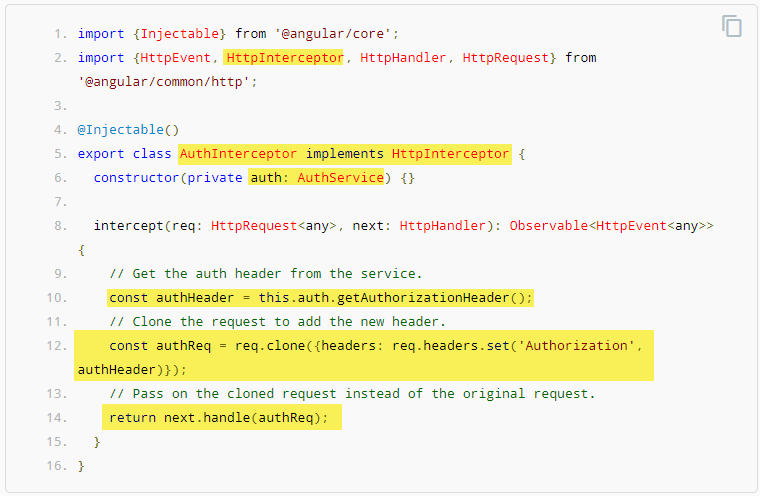 1. import {Injectable} from '@angular/core';
2. import {HttpEvent, HttpInterceptor, HttpHandler, HttpRequest} from
'@angular/common/http';
3.
4. @Injectable()
5. export class AuthInterceptor implements HttpInterceptor {
6. constructor(private auth: AuthService) {}
7.
8. intercept(req: HttpRequest<any>, next: HttpHandler): Observable<HttpEvent<any>>
{
9. // Get the auth header from the service.
10. const authHeader = this.auth.getAuthorizationHeader();
11. // Clone the request to add the new header.
12. const authReq = req.clone({headers: req.headers.set('Authorization',
authHeader)});
13. // Pass on the cloned request instead of the original request.
14. return next.handle(authReq);
15. }
16. }